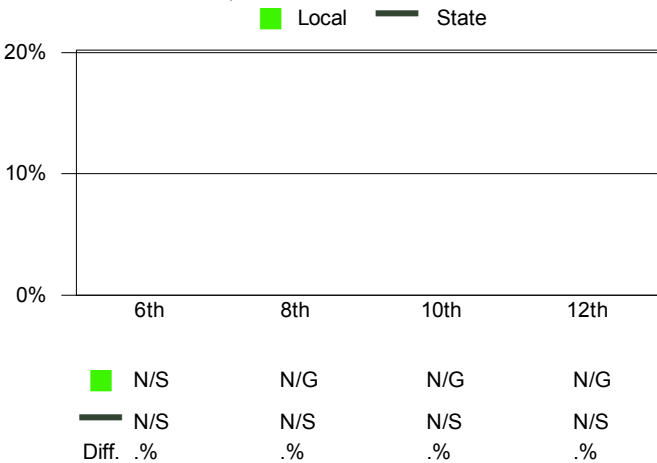 Local State
20%
10%
0%
6th 8th 10th 12th
N/S N/G N/G N/G
N/S N/S N/S N/S
Diff. .% .% .% .%